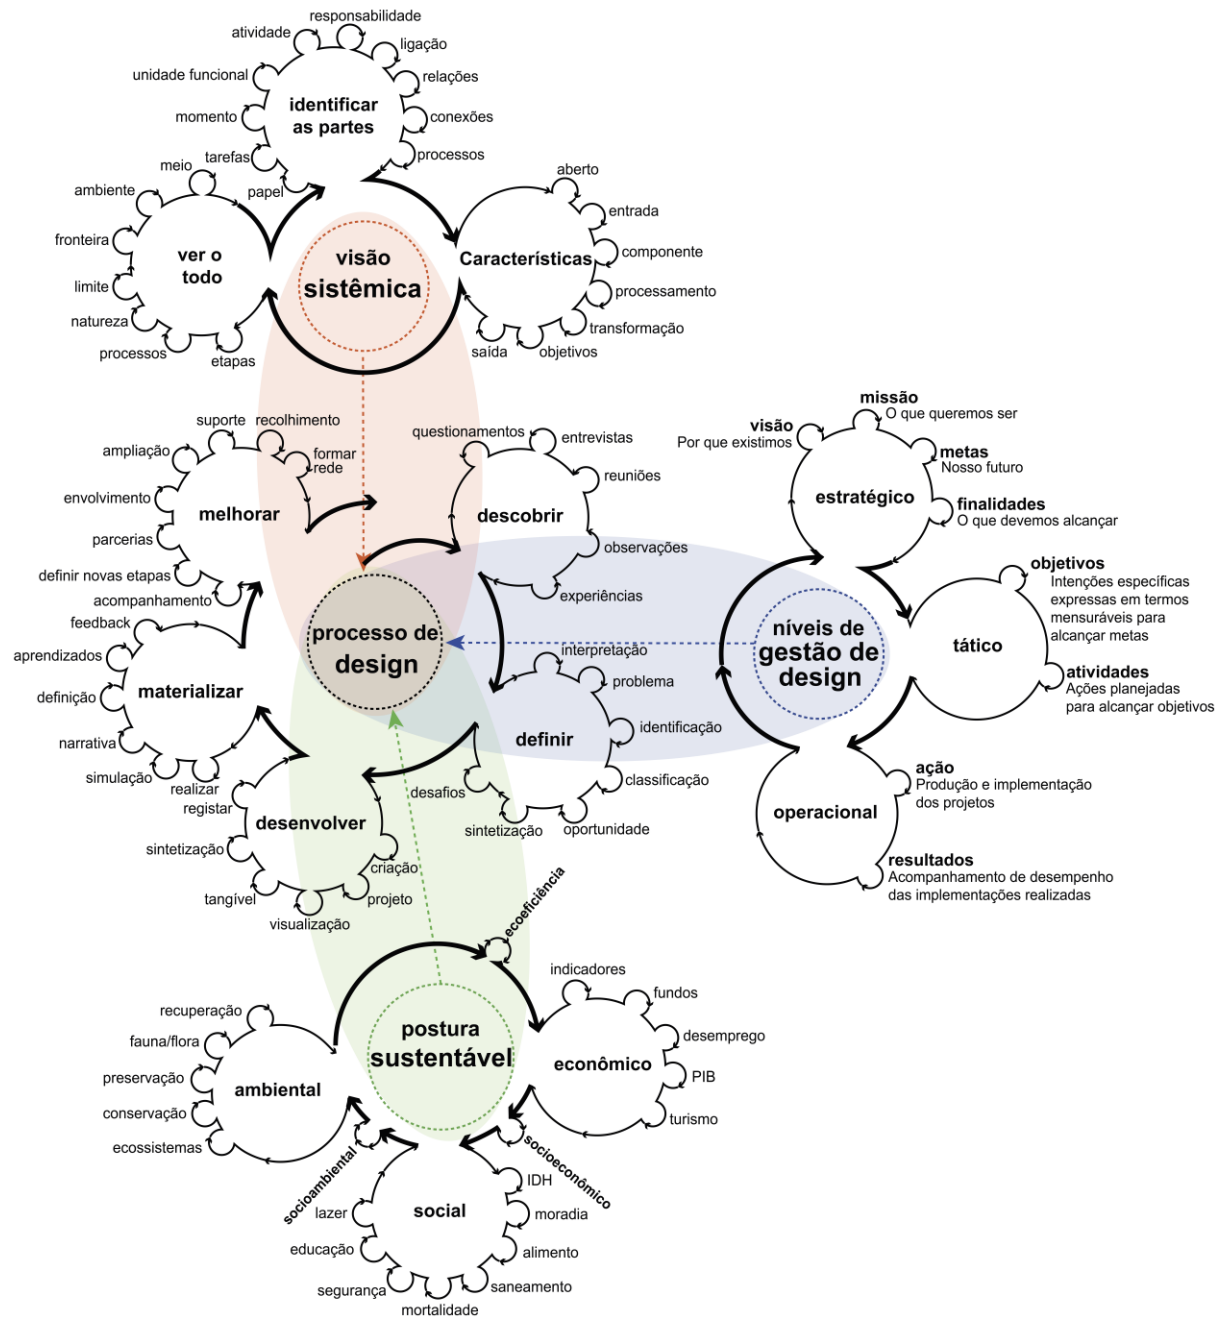 responsabilidade
atividade
ligação
unidade funcional
relações
identificar
as partes
momento
conexões
tarefas
processos
papel
meio
ambiente
fronteira
ver o
todo
limite
natureza
processos
etapas
aberto
entrada
componente
Características
processamento
transformação
saída
objetivos
visão
sistêmica
suporte
recolhimento
ampliação
formar
rede
envolvimento
melhorar
parcerias
definir novas etapas
acompanhamento
questionamentos
entrevistas
reuniões
descobrir
observações
experiências
processo de
design
feedback
aprendizados
materializar
definição
narrativa
simulação
realizar
interpretação
problema
identificação
definir
classificação
desafios
sintetização
oportunidade
registar
desenvolver
sintetização
criação
tangível
projeto
visualização
missão
O que queremos ser
visão
Por que existimos
metas
Nosso futuro
estratégico
finalidades
O que devemos alcançar
objetivos
Intenções específicas
expressas em termos
mensuráveis para
alcançar metas
tático
atividades
Ações planejadas
para alcançar objetivos
níveis de
gestão de
design
ação
Produção e implementação
dos projetos
operacional
resultados
Acompanhamento de desempenho
das implementações realizadas
ecoeficiência
recuperação
fauna/flora
preservação
ambiental
conservação
ecossistemas
postura
sustentável
indicadores
fundos
desemprego
econômico
PIB
turismo
socioambiental
socioeconômico
IDH
lazer
social
moradia
educação
alimento
segurança
saneamento
mortalidade